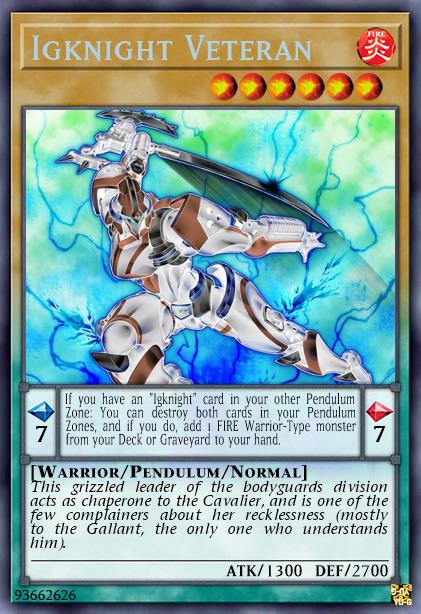 Igknight Veteran
FIRE
炎
If you have an "Igknight" card in your other Pendulum
Zone: You can destroy both cards in your Pendulum
Zones, and if you do, add 1 FIRE Warrior-Type monster
from your Deck or Graveyard to your hand.
7
7
[Warrior/Pendulum/Normal]
This grizzled leader of the bodyguards division
acts as chaperone to the Cavalier, and is one of the
few complainers about her recklessness (mostly
to the Gallant, the only one who understands
him).
ATK/1300 DEF/2700
93662626